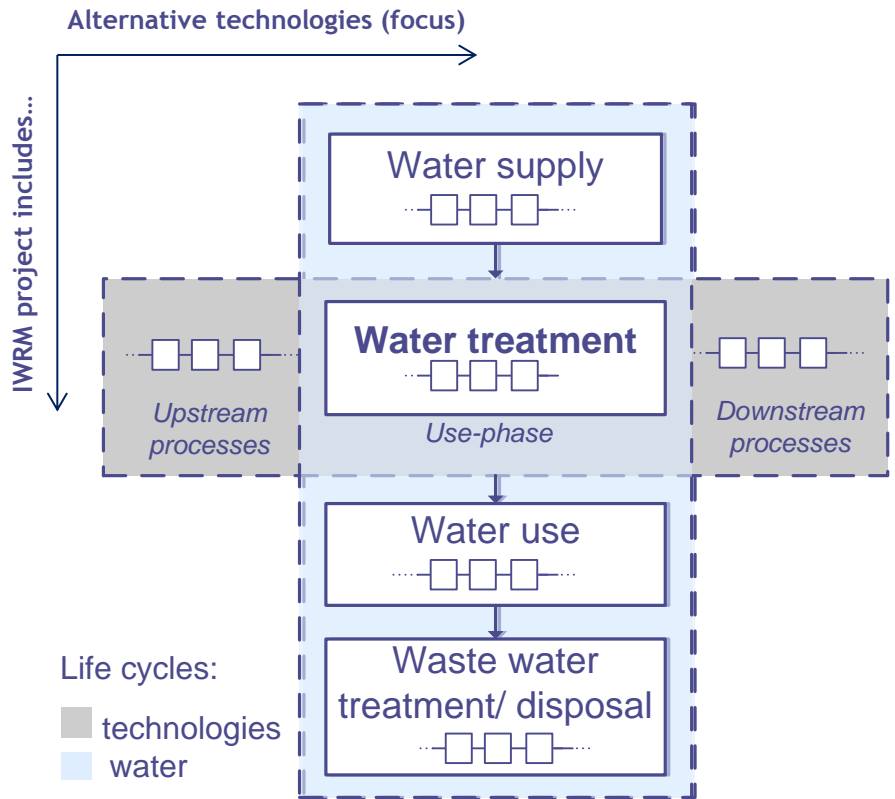 Alternative technologies (focus)
IWRM project includes...
Water supply
Water treatment
Upstream
processes
Use-phase
Downstream
processes
Water use
Waste water
treatment/ disposal
Life cycles:
technologies
water